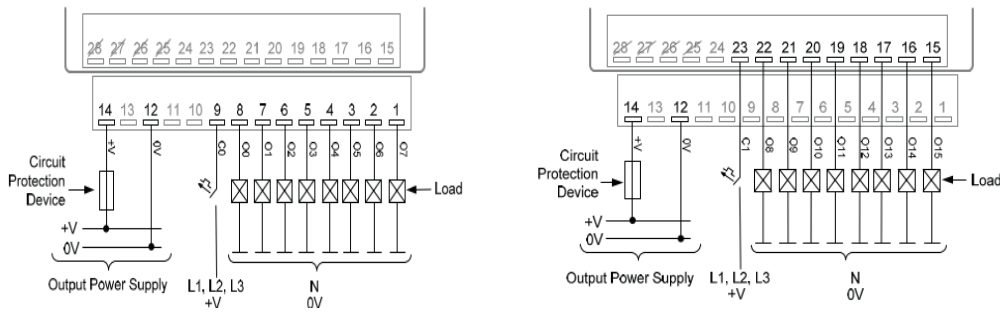 28 27 26 25 24 23 22 21 20 19 18 17 16 15
14 13 12 11 10 9 8 7 6 5 4 3 2 1
+V 0V C0 O0 O1 O2 O3 O4 O5 O6 O7
Circuit
Protection
Device
Load
+V
0V
Output Power Supply
L1, L2, L3
+V
N
0V
28 27 26 25 24 23 22 21 20 19 18 17 16 15
14 13 12 11 10 9 8 7 6 5 4 3 2 1
+V 0V C1 O8 O9 O10 O11 O12 O13 O14 O15
Circuit
Protection
Device
Load
+V
0V
Output Power Supply
L1, L2, L3
+V
N
0V